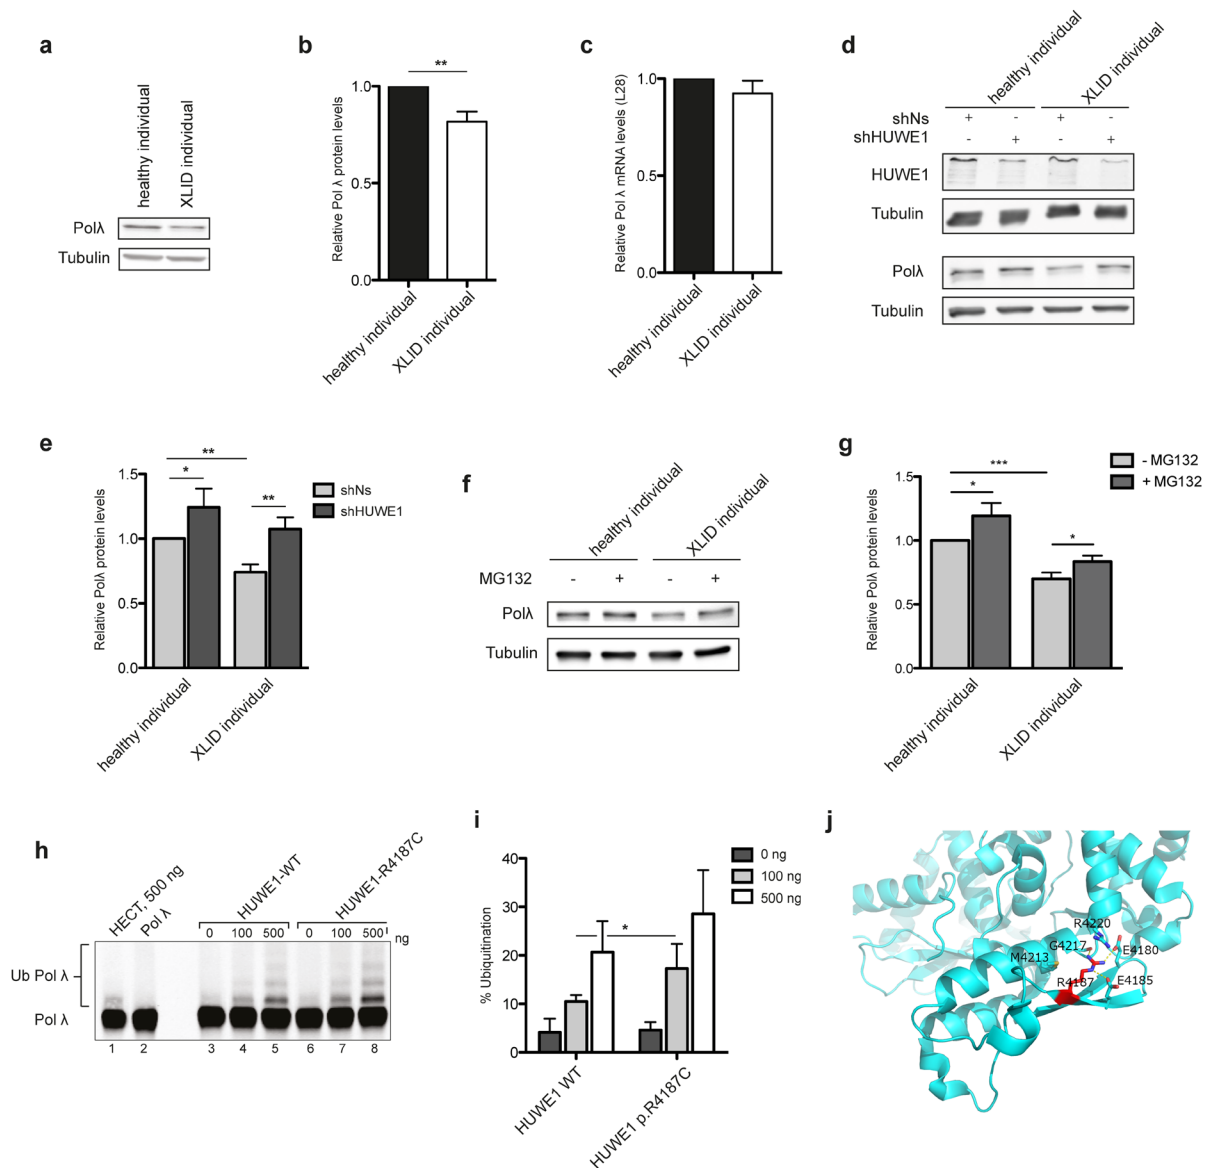 a
healthy individual
XLID individual
Polλ
Tubulin
b
**
Relative Pol λ protein levels
1.0
0.5
0.0
healthy individual
XLID individual
c
Relative Pol λ mRNA levels (L28)
1.0
0.5
0.0
healthy individual
XLID individual
d
healthy individual
XLID individual
shNs + - + -
shHUWE1 - + - +
HUWE1
Tubulin
Polλ
Tubulin
e
**
*
**
Relative Polλ protein levels
1.5
1.0
0.5
0.0
shNs
shHUWE1
healthy individual
XLID individual
f
healthy individual
XLID individual
MG132 - + - +
Polλ
Tubulin
g
***
*
*
Relative Polλ protein levels
1.5
1.0
0.5
0.0
- MG132
+ MG132
healthy individual
XLID individual
h
HECT, 500 ng
Pol λ
HUWE1-WT
HUWE1-R4187C
0 100 500 0 100 500 ng
Ub Pol λ
Pol λ
1 2 3 4 5 6 7 8
i
*
% Ubiquitination
40
30
20
10
0
0 ng
100 ng
500 ng
HUWE1 WT
HUWE1 p.R4187C
j
R4220
G4217
E4180
M4213
R4187
E4185